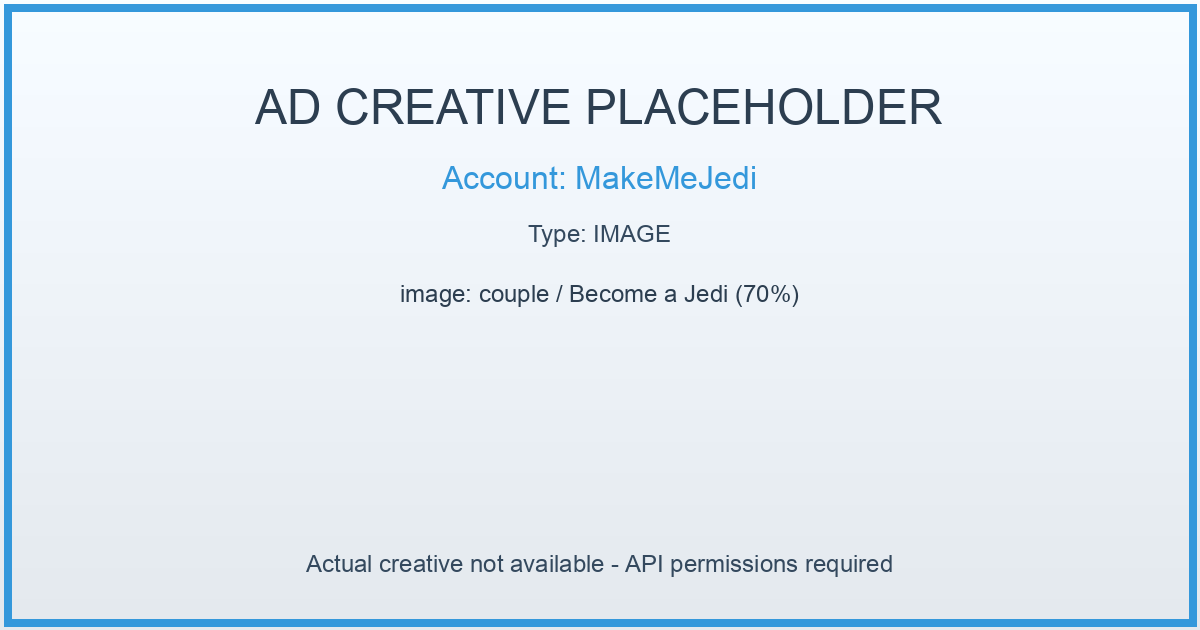 AD CREATIVE PLACEHOLDER
Account: MakeMeJedi
Type: IMAGE
image: couple / Become a Jedi (70%)
Actual creative not available - API permissions required